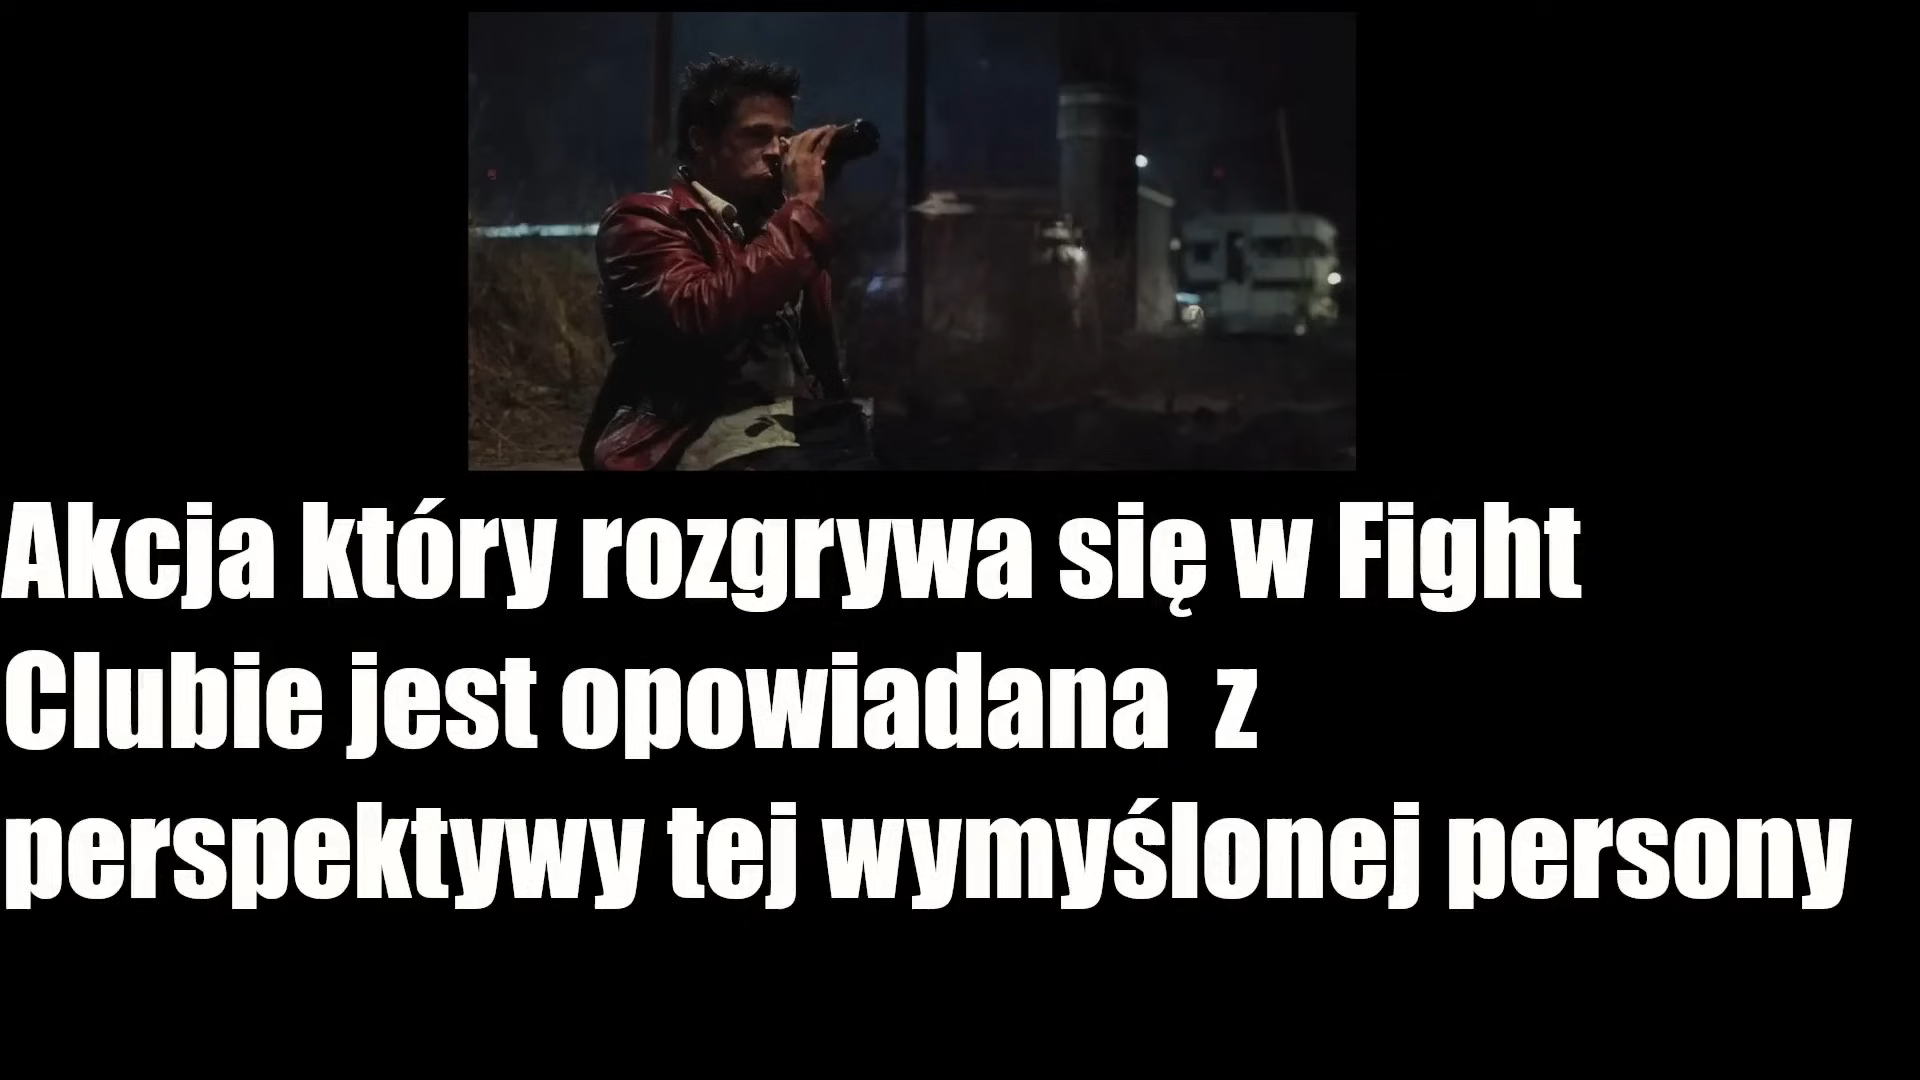 Akcja który rozgrywa się w Fight
Clubie jest opowiadana z
perspektywy tej wymyślonej persony